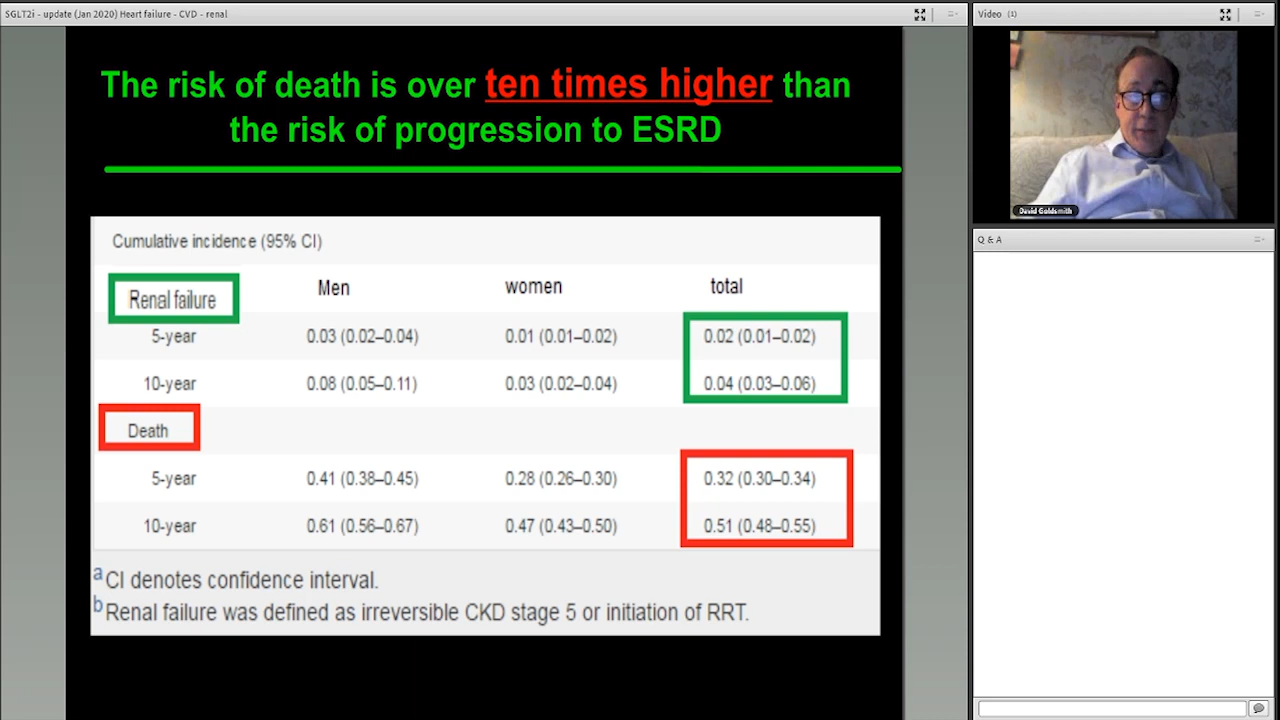 SGLT2i - update (Jan 2020) Heart failure - CVD - renal
The risk of death is over ten times higher than
the risk of progression to ESRD
Cumulative incidence (95% CI)
Renal failure Men women total
5-year 0.03 (0.02–0.04) 0.01 (0.01–0.02) 0.02 (0.01–0.02)
10-year 0.08 (0.05–0.11) 0.03 (0.02–0.04) 0.04 (0.03–0.06)
Death
5-year 0.41 (0.38–0.45) 0.28 (0.26–0.30) 0.32 (0.30–0.34)
10-year 0.61 (0.56–0.67) 0.47 (0.43–0.50) 0.51 (0.48–0.55)
a CI denotes confidence interval.
b Renal failure was defined as irreversible CKD stage 5 or initiation of RRT.
Video (1)
David Goldsmith
Q & A